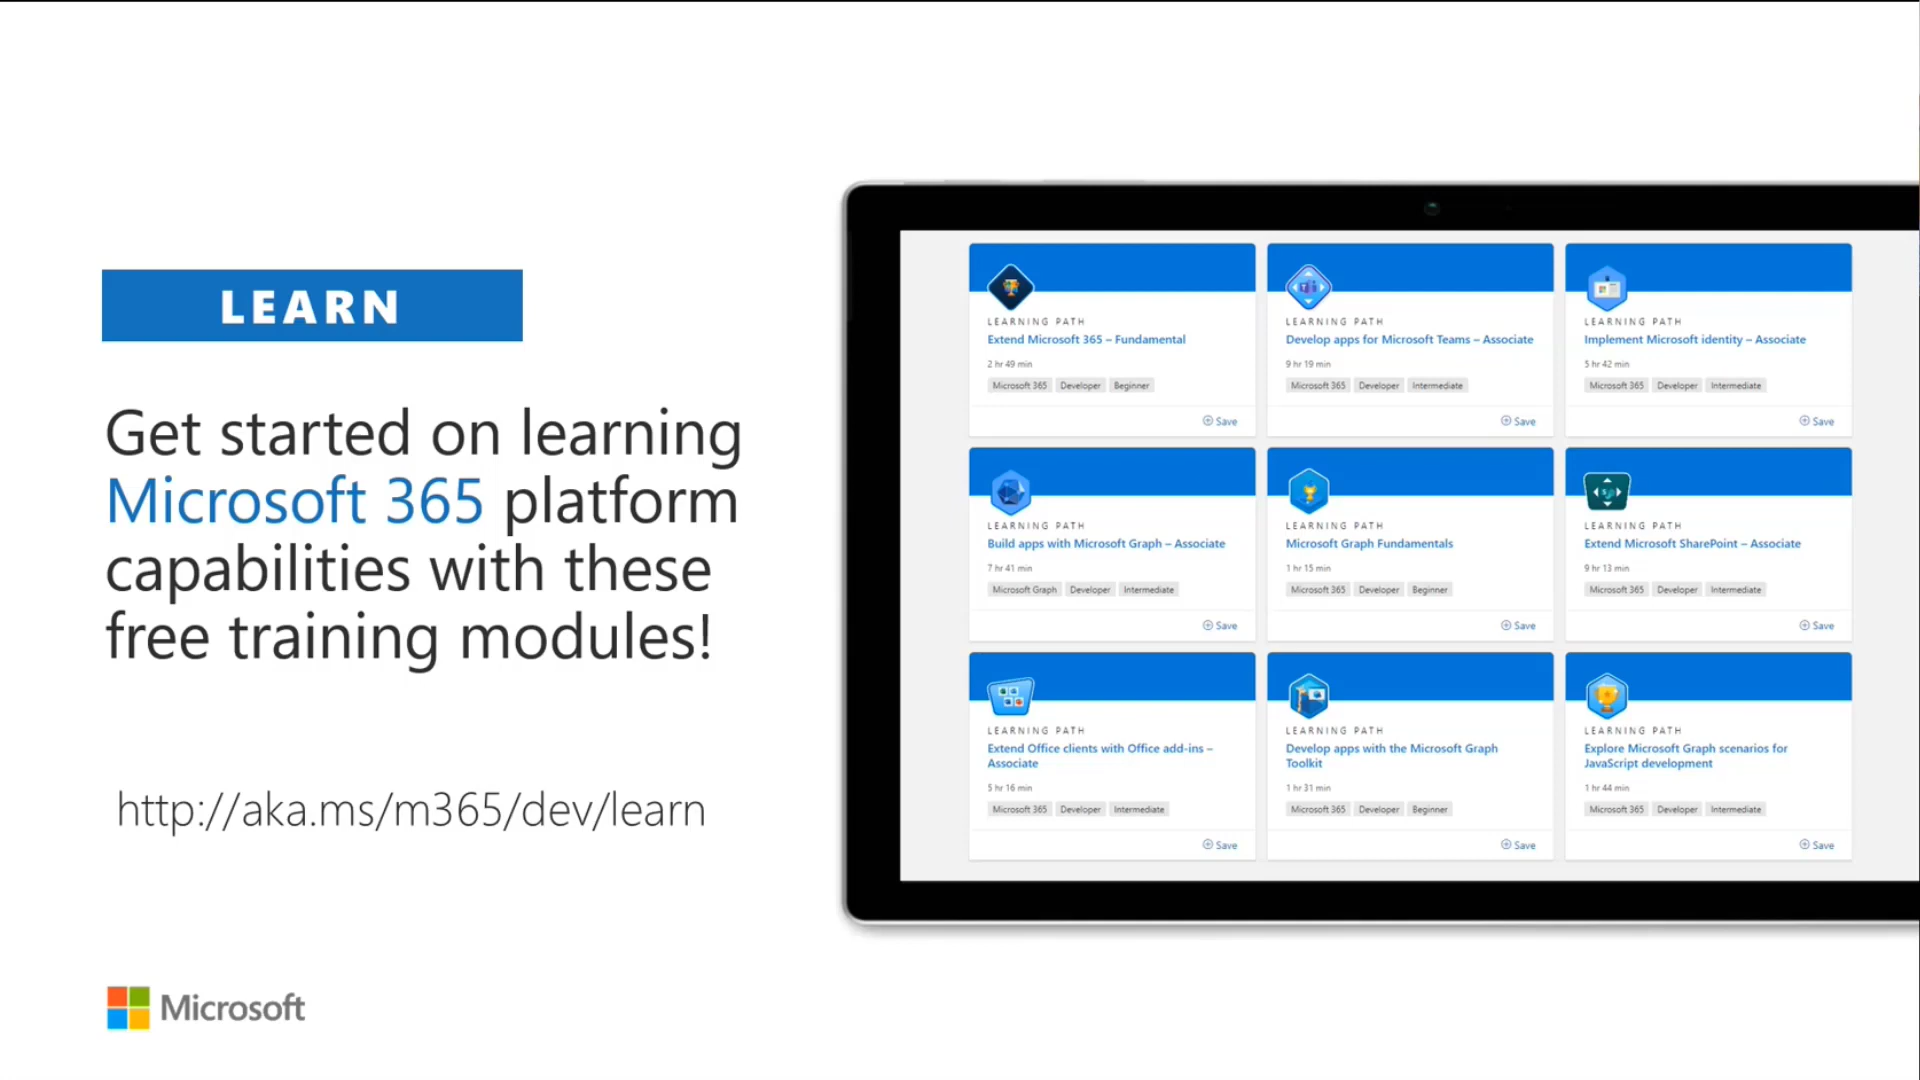 LEARN
Get started on learning
Microsoft 365 platform
capabilities with these
free training modules!
http://aka.ms/m365/dev/learn
Microsoft
LEARNING PATH
Extend Microsoft 365 – Fundamental
2 hr 49 min
Microsoft 365 Developer Beginner
Save
LEARNING PATH
Develop apps for Microsoft Teams – Associate
9 hr 19 min
Microsoft 365 Developer Intermediate
Save
LEARNING PATH
Implement Microsoft identity – Associate
5 hr 42 min
Microsoft 365 Developer Intermediate
Save
LEARNING PATH
Build apps with Microsoft Graph – Associate
7 hr 41 min
Microsoft Graph Developer Intermediate
Save
LEARNING PATH
Microsoft Graph Fundamentals
1 hr 15 min
Microsoft 365 Developer Beginner
Save
LEARNING PATH
Extend Microsoft SharePoint – Associate
9 hr 13 min
Microsoft 365 Developer Intermediate
Save
LEARNING PATH
Extend Office clients with Office add-ins –
Associate
5 hr 16 min
Microsoft 365 Developer Intermediate
Save
LEARNING PATH
Develop apps with the Microsoft Graph
Toolkit
1 hr 31 min
Microsoft 365 Developer Beginner
Save
LEARNING PATH
Explore Microsoft Graph scenarios for
JavaScript development
1 hr 44 min
Microsoft 365 Developer Intermediate
Save